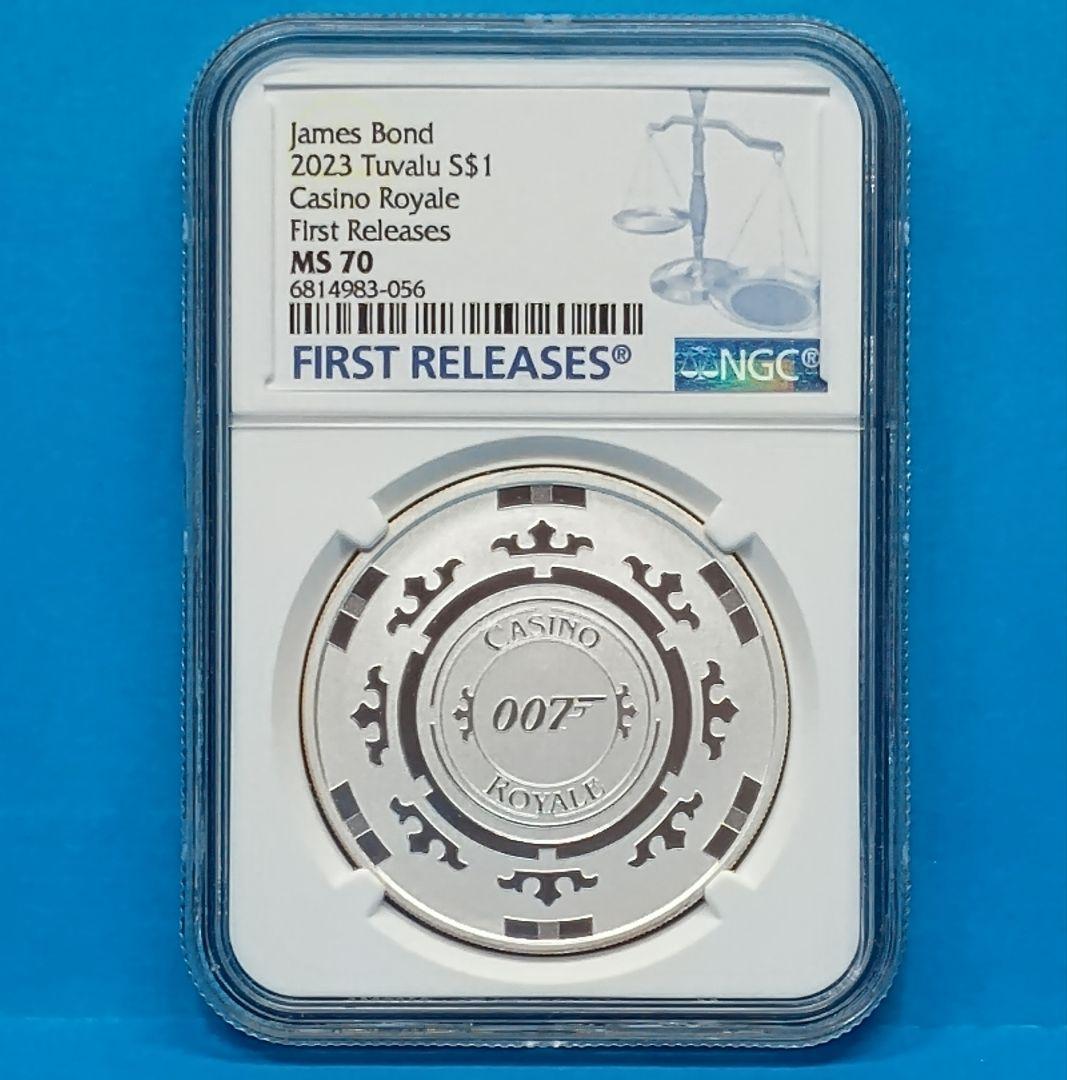 James Bond
2023 Tuvalu S$1
Casino Royale
First Releases
MS 70
6814983-056
FIRST RELEASES®
NGC®
CASINO
007
ROYALE